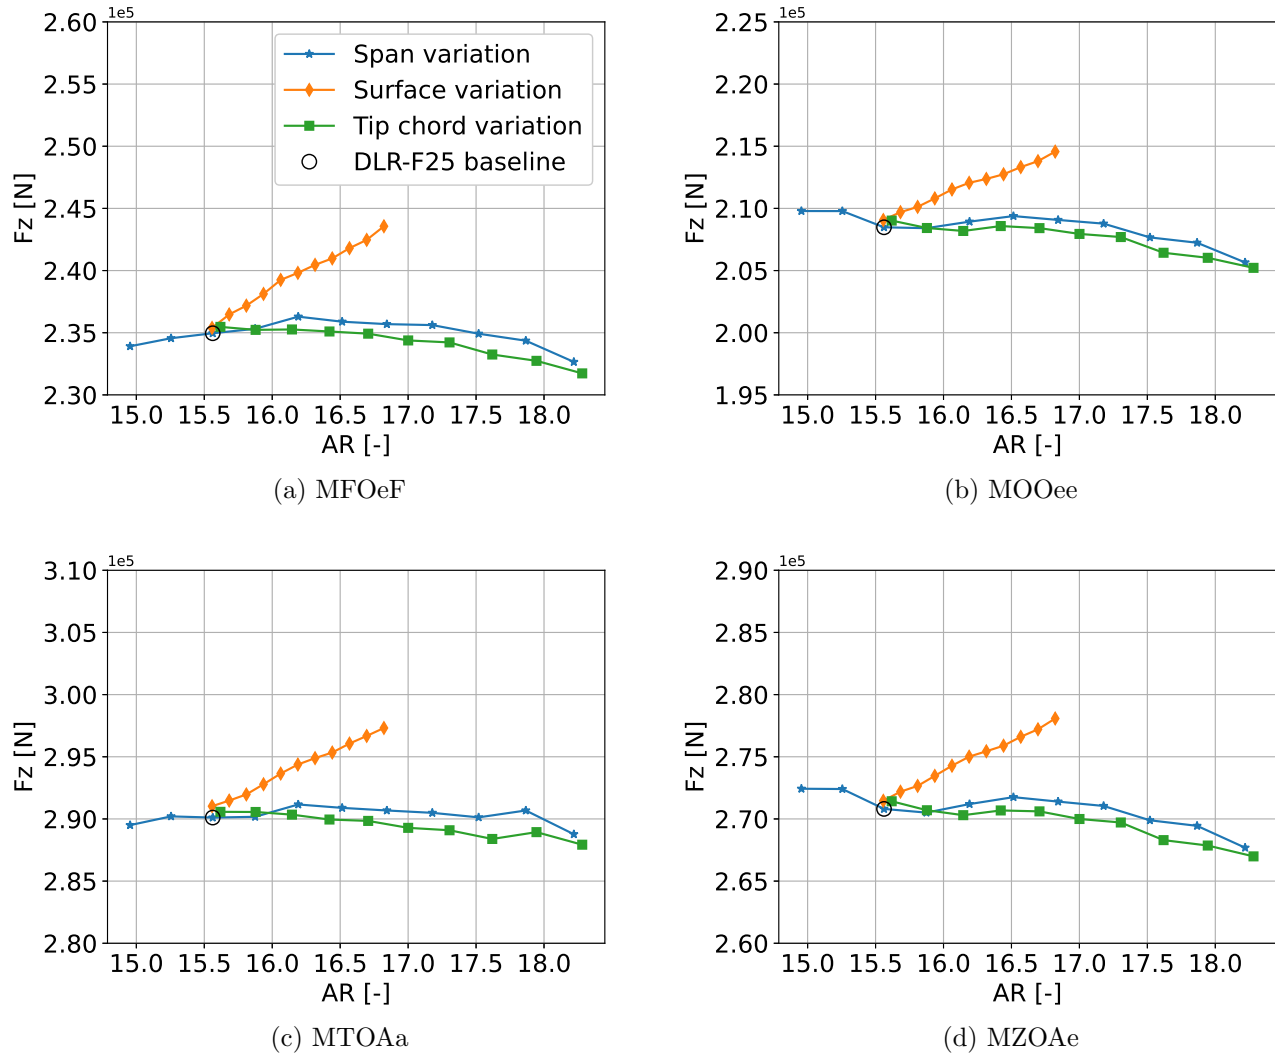 1e5
2.60
2.55
2.50
2.45
2.40
2.35
2.30
Fz [N]
15.0 15.5 16.0 16.5 17.0 17.5 18.0
AR [-]
Span variation
Surface variation
Tip chord variation
DLR-F25 baseline
(a) MFOeF
1e5
2.25
2.20
2.15
2.10
2.05
2.00
1.95
Fz [N]
15.0 15.5 16.0 16.5 17.0 17.5 18.0
AR [-]
(b) MOOee
1e5
3.10
3.05
3.00
2.95
2.90
2.85
2.80
Fz [N]
15.0 15.5 16.0 16.5 17.0 17.5 18.0
AR [-]
(c) MTOAa
1e5
2.90
2.85
2.80
2.75
2.70
2.65
2.60
Fz [N]
15.0 15.5 16.0 16.5 17.0 17.5 18.0
AR [-]
(d) MZOAe